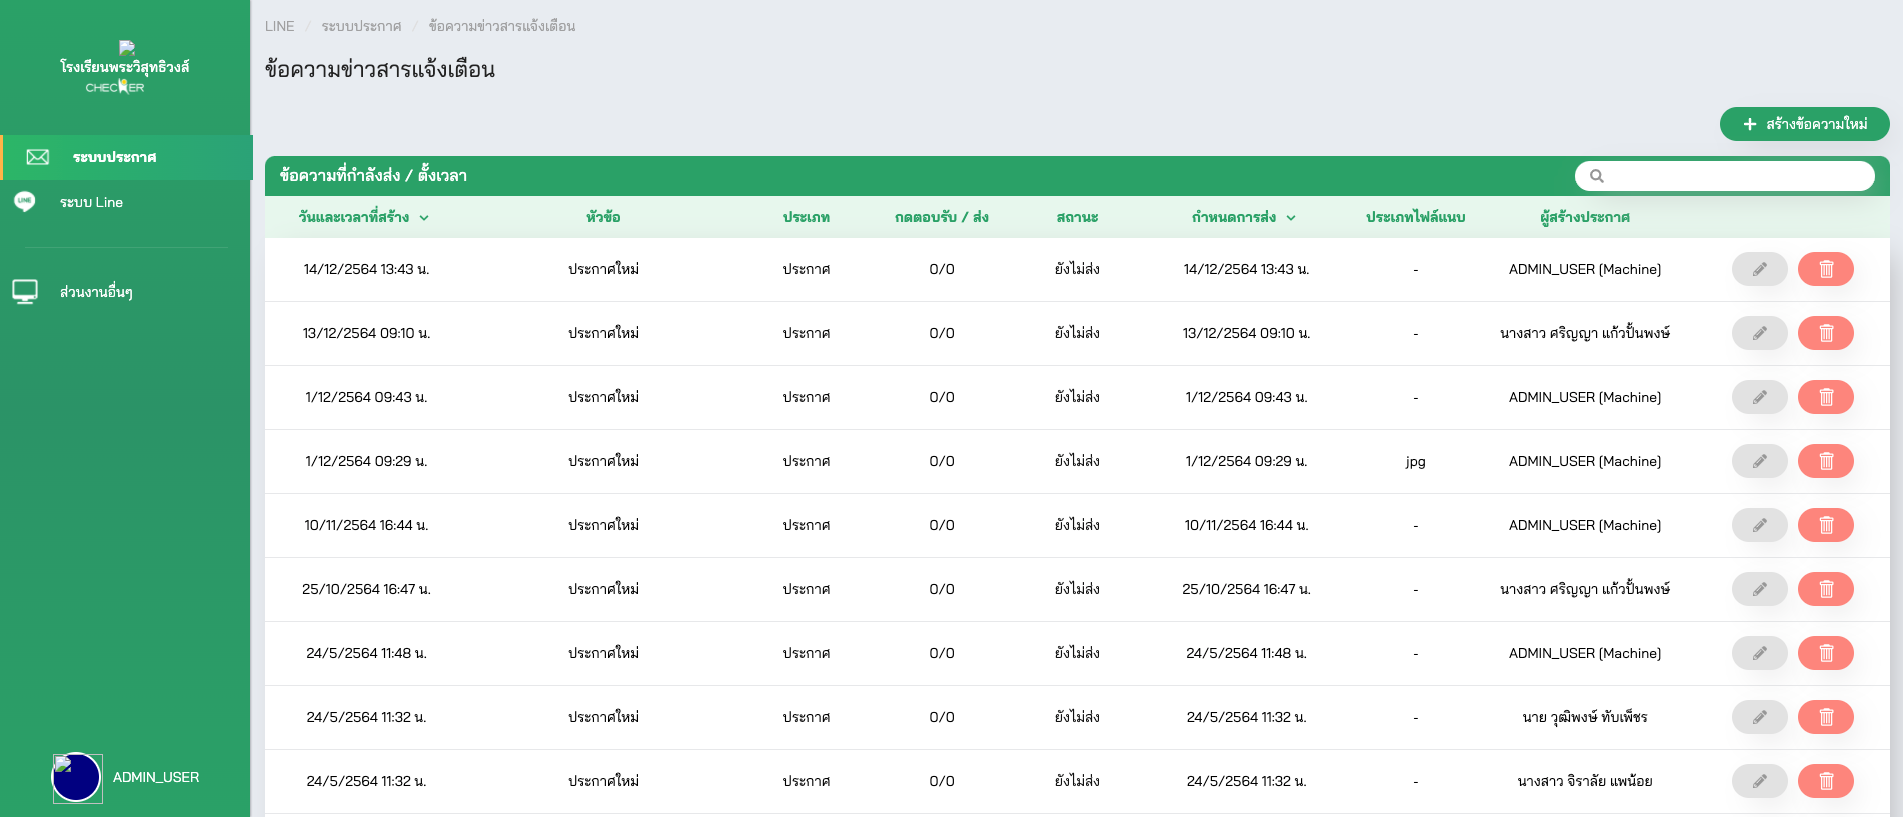 โรงเรียนพระวิสุทธิวงส์
CHECKER
ระบบประกาศ
ระบบ Line
ส่วนงานอื่นๆ
ADMIN_USER
LINE / ระบบประกาศ / ข้อความข่าวสารแจ้งเตือน
ข้อความข่าวสารแจ้งเตือน
สร้างข้อความใหม่
ข้อความที่กำลังส่ง / ตั้งเวลา
วันและเวลาที่สร้าง หัวข้อ ประเภท กดตอบรับ / ส่ง สถานะ กำหนดการส่ง ประเภทไฟล์แนบ ผู้สร้างประกาศ
14/12/2564 13:43 น. ประกาศใหม่ ประกาศ 0/0 ยังไม่ส่ง 14/12/2564 13:43 น. - ADMIN_USER (Machine)
13/12/2564 09:10 น. ประกาศใหม่ ประกาศ 0/0 ยังไม่ส่ง 13/12/2564 09:10 น. - นางสาว ศริญญา แก้วปั้นพงษ์
1/12/2564 09:43 น. ประกาศใหม่ ประกาศ 0/0 ยังไม่ส่ง 1/12/2564 09:43 น. - ADMIN_USER (Machine)
1/12/2564 09:29 น. ประกาศใหม่ ประกาศ 0/0 ยังไม่ส่ง 1/12/2564 09:29 น. jpg ADMIN_USER (Machine)
10/11/2564 16:44 น. ประกาศใหม่ ประกาศ 0/0 ยังไม่ส่ง 10/11/2564 16:44 น. - ADMIN_USER (Machine)
25/10/2564 16:47 น. ประกาศใหม่ ประกาศ 0/0 ยังไม่ส่ง 25/10/2564 16:47 น. - นางสาว ศริญญา แก้วปั้นพงษ์
24/5/2564 11:48 น. ประกาศใหม่ ประกาศ 0/0 ยังไม่ส่ง 24/5/2564 11:48 น. - ADMIN_USER (Machine)
24/5/2564 11:32 น. ประกาศใหม่ ประกาศ 0/0 ยังไม่ส่ง 24/5/2564 11:32 น. - นาย วุฒิพงษ์ ทับเพ็ชร
24/5/2564 11:32 น. ประกาศใหม่ ประกาศ 0/0 ยังไม่ส่ง 24/5/2564 11:32 น. - นางสาว จิราลัย แพน้อย